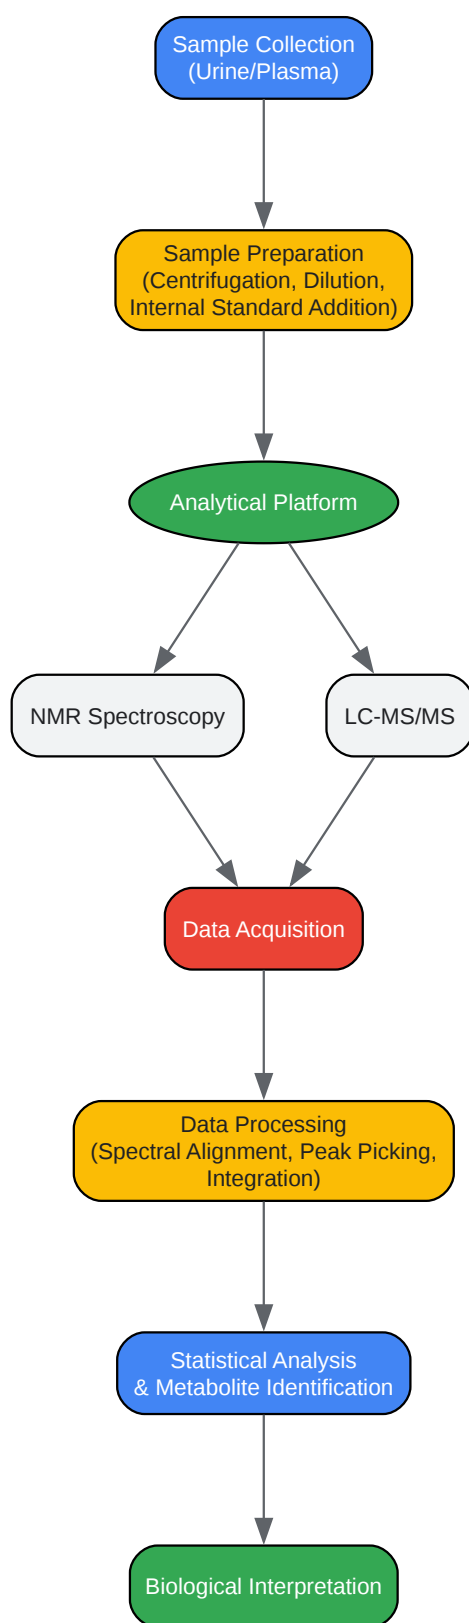 Sample Collection
(Urine/Plasma)
Sample Preparation
(Centrifugation, Dilution,
Internal Standard Addition)
Analytical Platform
NMR Spectroscopy
LC-MS/MS
Data Acquisition
Data Processing
(Spectral Alignment, Peak Picking,
Integration)
Statistical Analysis
& Metabolite Identification
Biological Interpretation